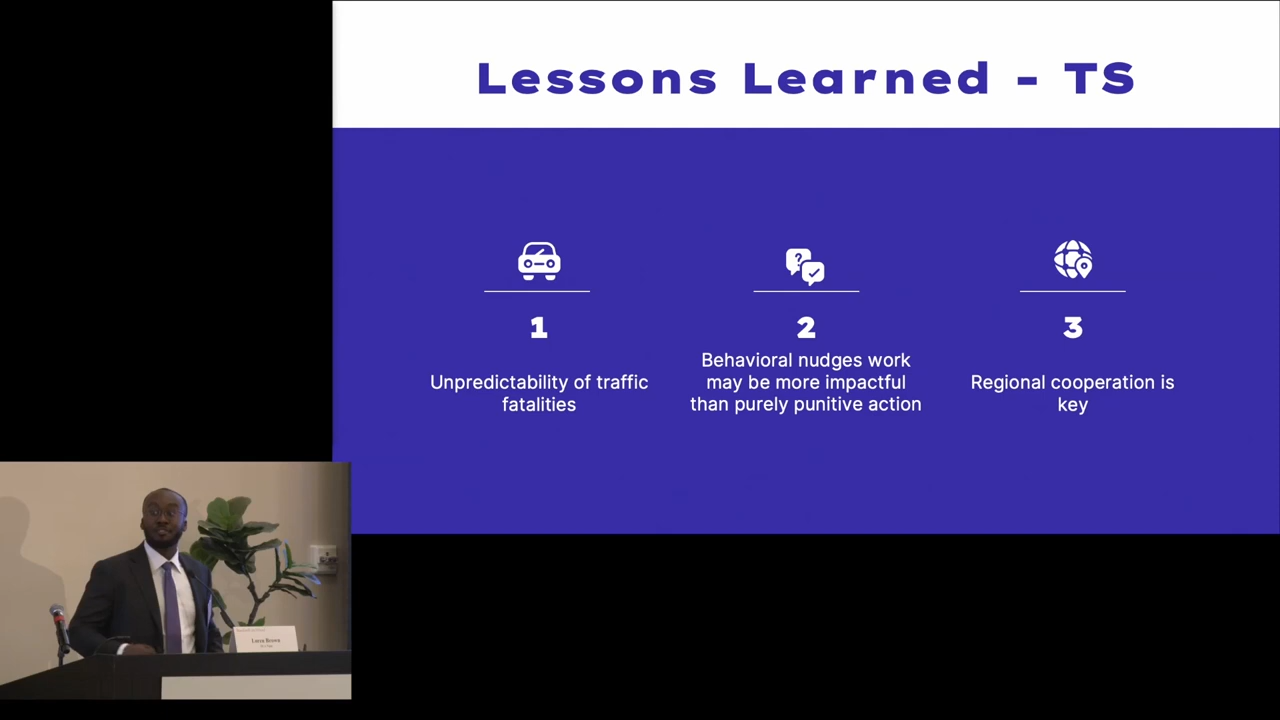 Lessons Learned - TS
1
Unpredictability of traffic
fatalities
2
Behavioral nudges work
may be more impactful
than purely punitive action
3
Regional cooperation is
key
Brown